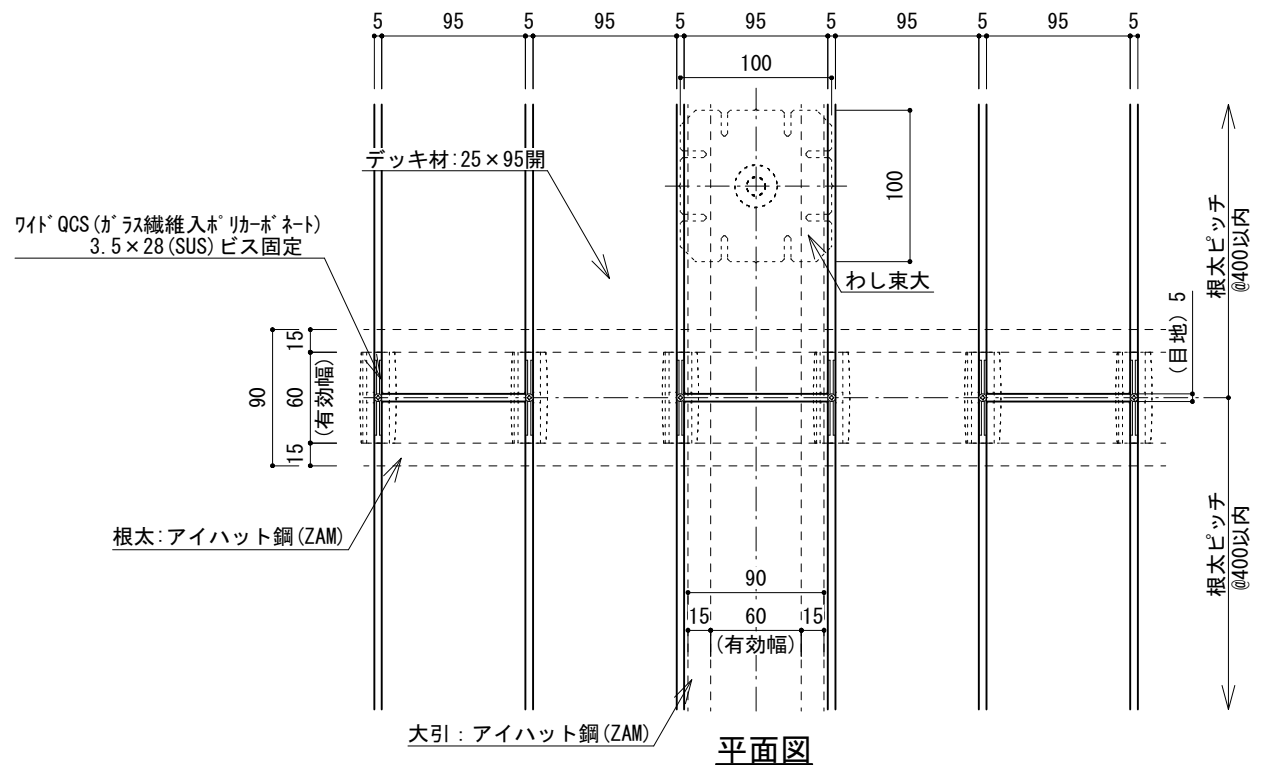 5 95 5 95 5 95 5 95 5 95 5
100
デッキ材:25×95開
100
ワイドQCS(ガラス繊維入ポリカーボネート)
3.5×28(SUS)ビス固定
わし束大
根太ピッチ
@400以内
(目地) 5
90
15
60
(有効幅)
15
根太:アイハット鋼(ZAM)
根太ピッチ
@400以内
90
15 60 15
(有効幅)
大引:アイハット鋼(ZAM)
平面図